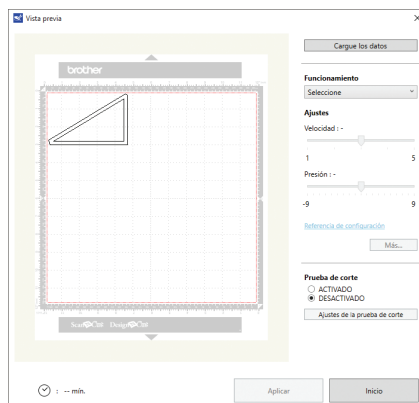 Vista previa
Cargue los datos
brother
Funcionamiento
Seleccione
Ajustes
Velocidad : -
1 5
Presión : -
-9 9
Referencia de configuración
Más...
Prueba de corte
ACTIVADO
DESACTIVADO
Ajustes de la prueba de corte
ScanNCut DesignNCut
: -- mín.
Aplicar
Inicio